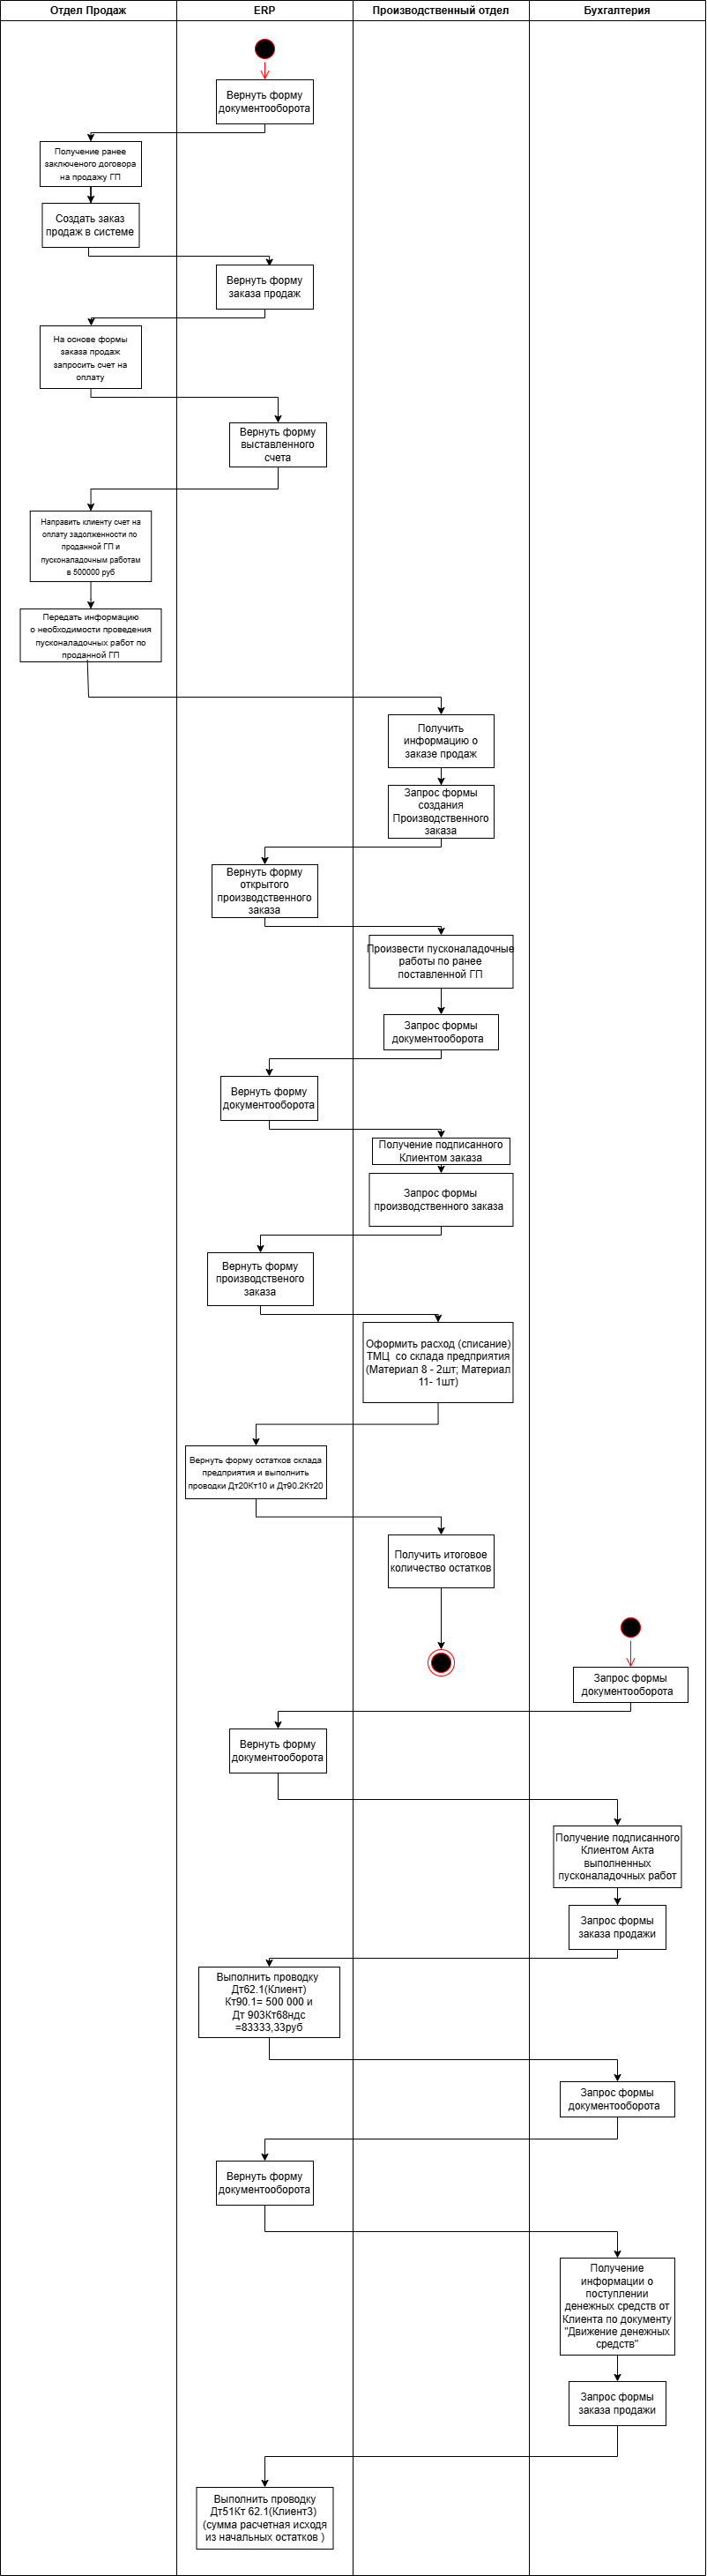 Отдел Продаж
ERP
Производственный отдел
Бухгалтерия
Вернуть форму
документооборота
Получение ранее
заключеного договора
на продажу ГП
Создать заказ
продаж в системе
Вернуть форму
заказа продаж
На основе формы
заказа продаж
запросить счет на
оплату
Вернуть форму
выставленного
счета
Направить клиенту счет на
оплату задолженности по
проданной ГП и
пусконаладочным работам
в 500000 руб
Передать информацию
о необходимости проведения
пусконаладочных работ по
проданной ГП
Получить
информацию о
заказе продаж
Запрос формы
создания
Производственного
заказа
Вернуть форму
открытого
производственного
заказа
Произвести пусконаладочные
работы по ранее
поставленной ГП
Запрос формы
документооборота
Вернуть форму
документооборота
Получение подписанного
Клиентом заказа
Запрос формы
производственного заказа
Вернуть форму
производственого
заказа
Оформить расход (списание)
ТМЦ со склада предприятия
(Материал 8 - 2шт; Материал
11- 1шт)
Вернуть форму остатков склада
предприятия и выполнить
проводки Дт20Кт10 и Дт90.2Кт20
Получить итоговое
количество остатков
Запрос формы
документооборота
Вернуть форму
документооборота
Получение подписанного
Клиентом Акта
выполненных
пусконаладочных работ
Запрос формы
заказа продажи
Выполнить проводку
Дт62.1(Клиент)
Кт90.1= 500 000 и
Дт 903Кт68ндс
=83333,33руб
Запрос формы
документооборота
Вернуть форму
документооборота
Получение
информации о
поступлении
денежных средств от
Клиента по документу
"Движение денежных
средств"
Запрос формы
заказа продажи
Выполнить проводку
Дт51Кт 62.1(Клиент3)
(сумма расчетная исходя
из начальных остатков )